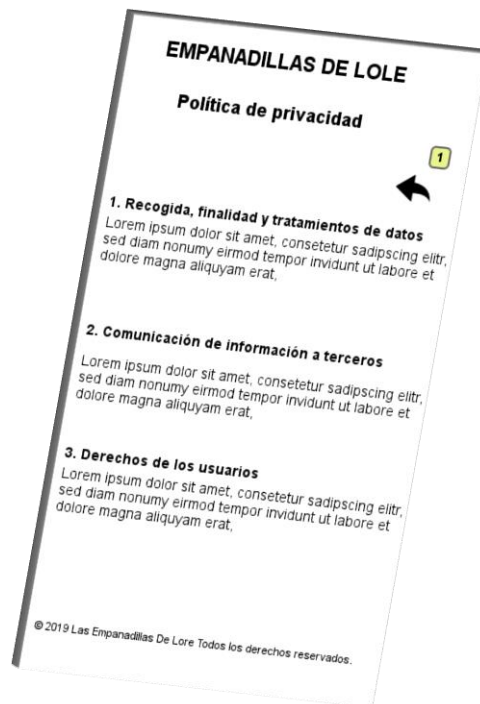 EMPANADILLAS DE LOLE
Política de privacidad
1
1. Recogida, finalidad y tratamientos de datos
Lorem ipsum dolor sit amet, consetetur sadipscing elitr,
sed diam nonumy eirmod tempor invidunt ut labore et
dolore magna aliquyam erat,
2. Comunicación de información a terceros
Lorem ipsum dolor sit amet, consetetur sadipscing elitr,
sed diam nonumy eirmod tempor invidunt ut labore et
dolore magna aliquyam erat,
3. Derechos de los usuarios
Lorem ipsum dolor sit amet, consetetur sadipscing elitr,
sed diam nonumy eirmod tempor invidunt ut labore et
dolore magna aliquyam erat,
© 2019 Las Empanadillas De Lore Todos los derechos reservados.